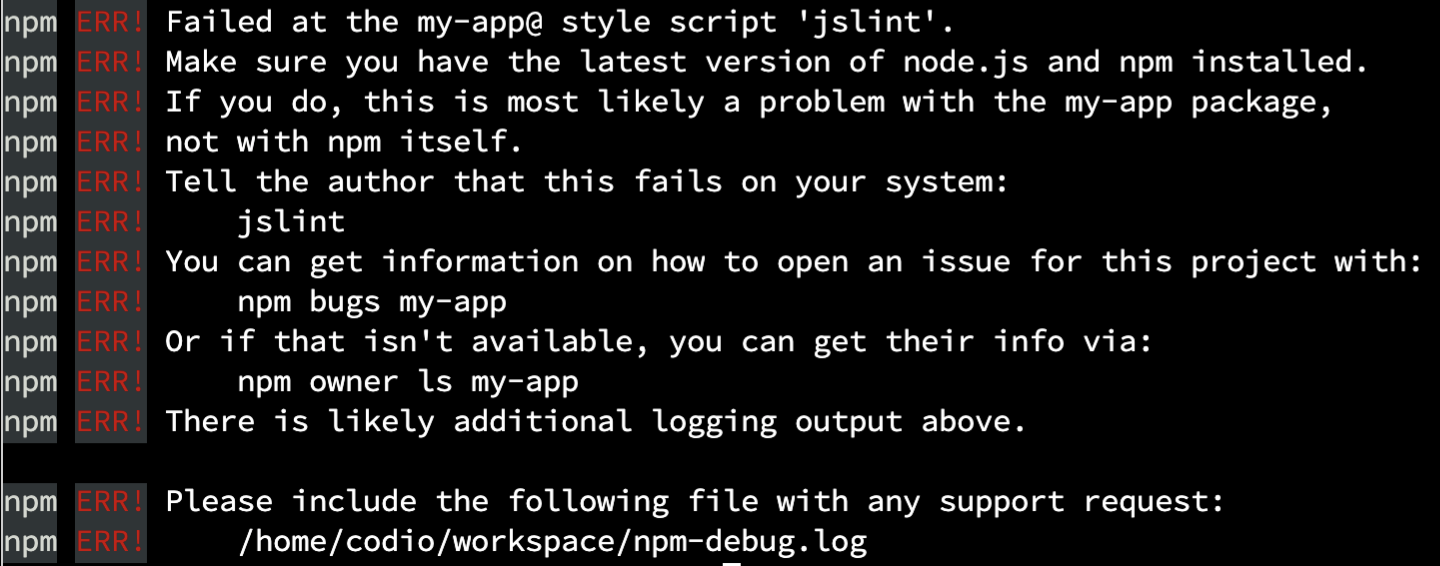 npm ERR! Failed at the my-app@ style script 'jslint'.
npm ERR! Make sure you have the latest version of node.js and npm installed.
npm ERR! If you do, this is most likely a problem with the my-app package,
npm ERR! not with npm itself.
npm ERR! Tell the author that this fails on your system:
npm ERR!     jslint
npm ERR! You can get information on how to open an issue for this project with:
npm ERR!     npm bugs my-app
npm ERR! Or if that isn't available, you can get their info via:
npm ERR!     npm owner ls my-app
npm ERR! There is likely additional logging output above.
npm ERR! Please include the following file with any support request:
npm ERR!     /home/codio/workspace/npm-debug.log